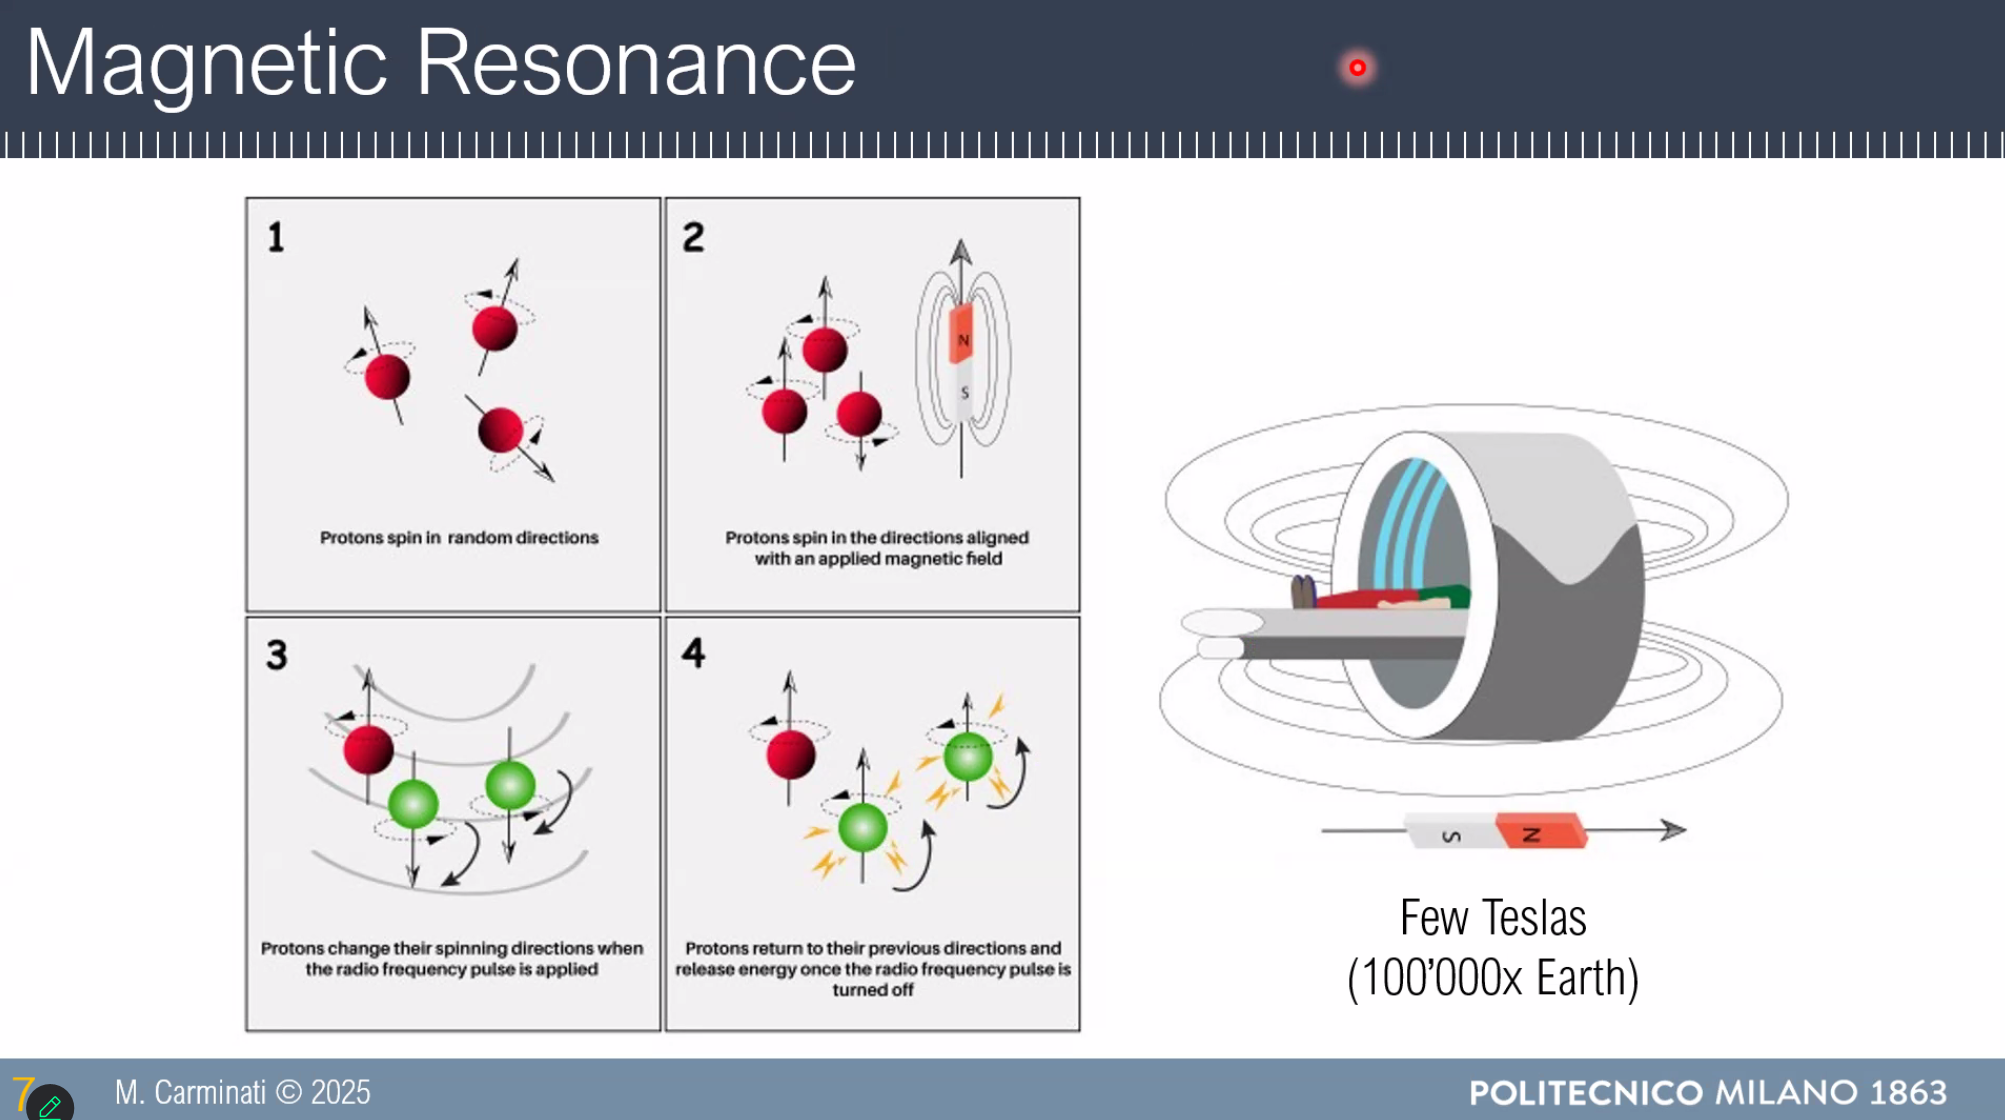 Magnetic Resonance
1
Protons spin in random directions
2
N
S
Protons spin in the directions aligned
with an applied magnetic field
3
Protons change their spinning directions when
the radio frequency pulse is applied
4
Protons return to their previous directions and
release energy once the radio frequency pulse is
turned off
S N
Few Teslas
(100’000x Earth)
7
M. Carminati © 2025
POLITECNICO MILANO 1863